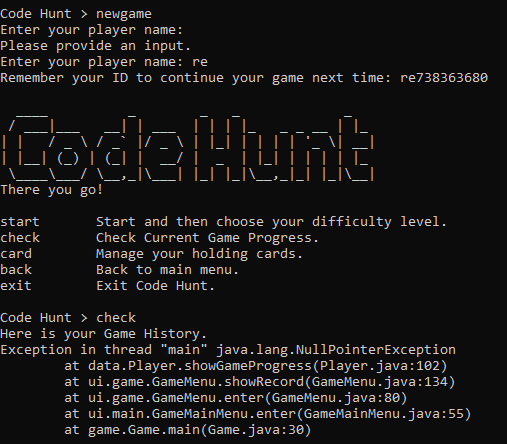 Code Hunt > newgame
Enter your player name:
Please provide an input.
Enter your player name: re
Remember your ID to continue your game next time: re738363680
Code Hunt
There you go!
start       Start and then choose your difficulty level.
check       Check Current Game Progress.
card        Manage your holding cards.
back        Back to main menu.
exit        Exit Code Hunt.
Code Hunt > check
Here is your Game History.
Exception in thread "main" java.lang.NullPointerException
        at data.Player.showGameProgress(Player.java:102)
        at ui.game.GameMenu.showRecord(GameMenu.java:134)
        at ui.game.GameMenu.enter(GameMenu.java:80)
        at ui.main.GameMainMenu.enter(GameMainMenu.java:55)
        at game.Game.main(Game.java:30)